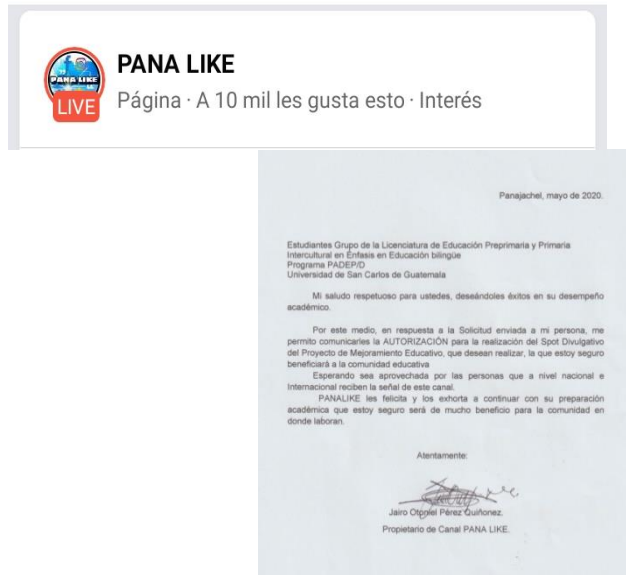 PANA LIKE
PANA LIKE
LIVE
Página · A 10 mil les gusta esto · Interés
Panajachel, mayo de 2020.
Estudiantes Grupo de la Licenciatura de Educación Preprimaria y Primaria
Intercultural en Énfasis en Educación bilingüe
Programa PADEP/D
Universidad de San Carlos de Guatemala
Mi saludo respetuoso para ustedes, deseándoles éxitos en su desempeño
académico.
Por este medio, en respuesta a la Solicitud enviada a mi persona, me
permito comunicarles la AUTORIZACIÓN para la realización del Spot Divulgativo
del Proyecto de Mejoramiento Educativo, que desean realizar, la que estoy seguro
beneficiará a la comunidad educativa
Esperando sea aprovechada por las personas que a nivel nacional e
Internacional reciben la señal de este canal.
PANALIKE les felicita y los exhorta a continuar con su preparación
académica que estoy seguro será de mucho beneficio para la comunidad en
donde laboran.
Atentamente:
Jairo Otoniel Pérez Quiñonez.
Propietario de Canal PANA LIKE.